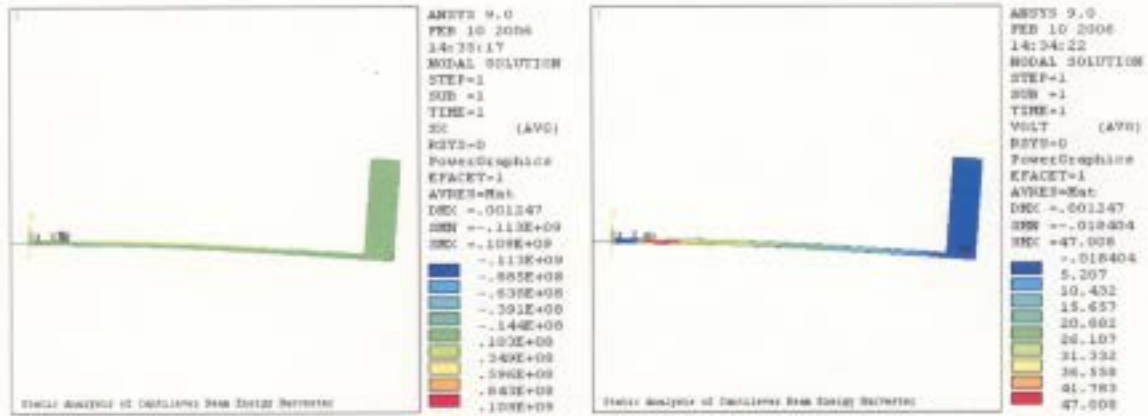 1
ANSYS 9.0
FEB 10 2006
14:35:17
NODAL SOLUTION
STEP=1
SUB =1
TIME=1
SX (AVG)
RSYS=0
PowerGraphics
EFACET=1
AVRES=Mat
DMX =.001247
SMN =-.113E+09
SMX =.109E+09
-.113E+09
-.885E+08
-.638E+08
-.391E+08
-.144E+08
.103E+08
.349E+08
.596E+08
.843E+08
.109E+09
Static Analysis of Cantilever Beam Energy Harvester
1
ANSYS 9.0
FEB 10 2006
14:34:22
NODAL SOLUTION
STEP=1
SUB =1
TIME=1
VOLT (AVG)
RSYS=0
PowerGraphics
EFACET=1
AVRES=Mat
DMX =.001247
SMN =-.018404
SMX =47.008
-.018404
5.207
10.432
15.657
20.882
26.107
31.332
36.558
41.783
47.008
Static Analysis of Cantilever Beam Energy Harvester